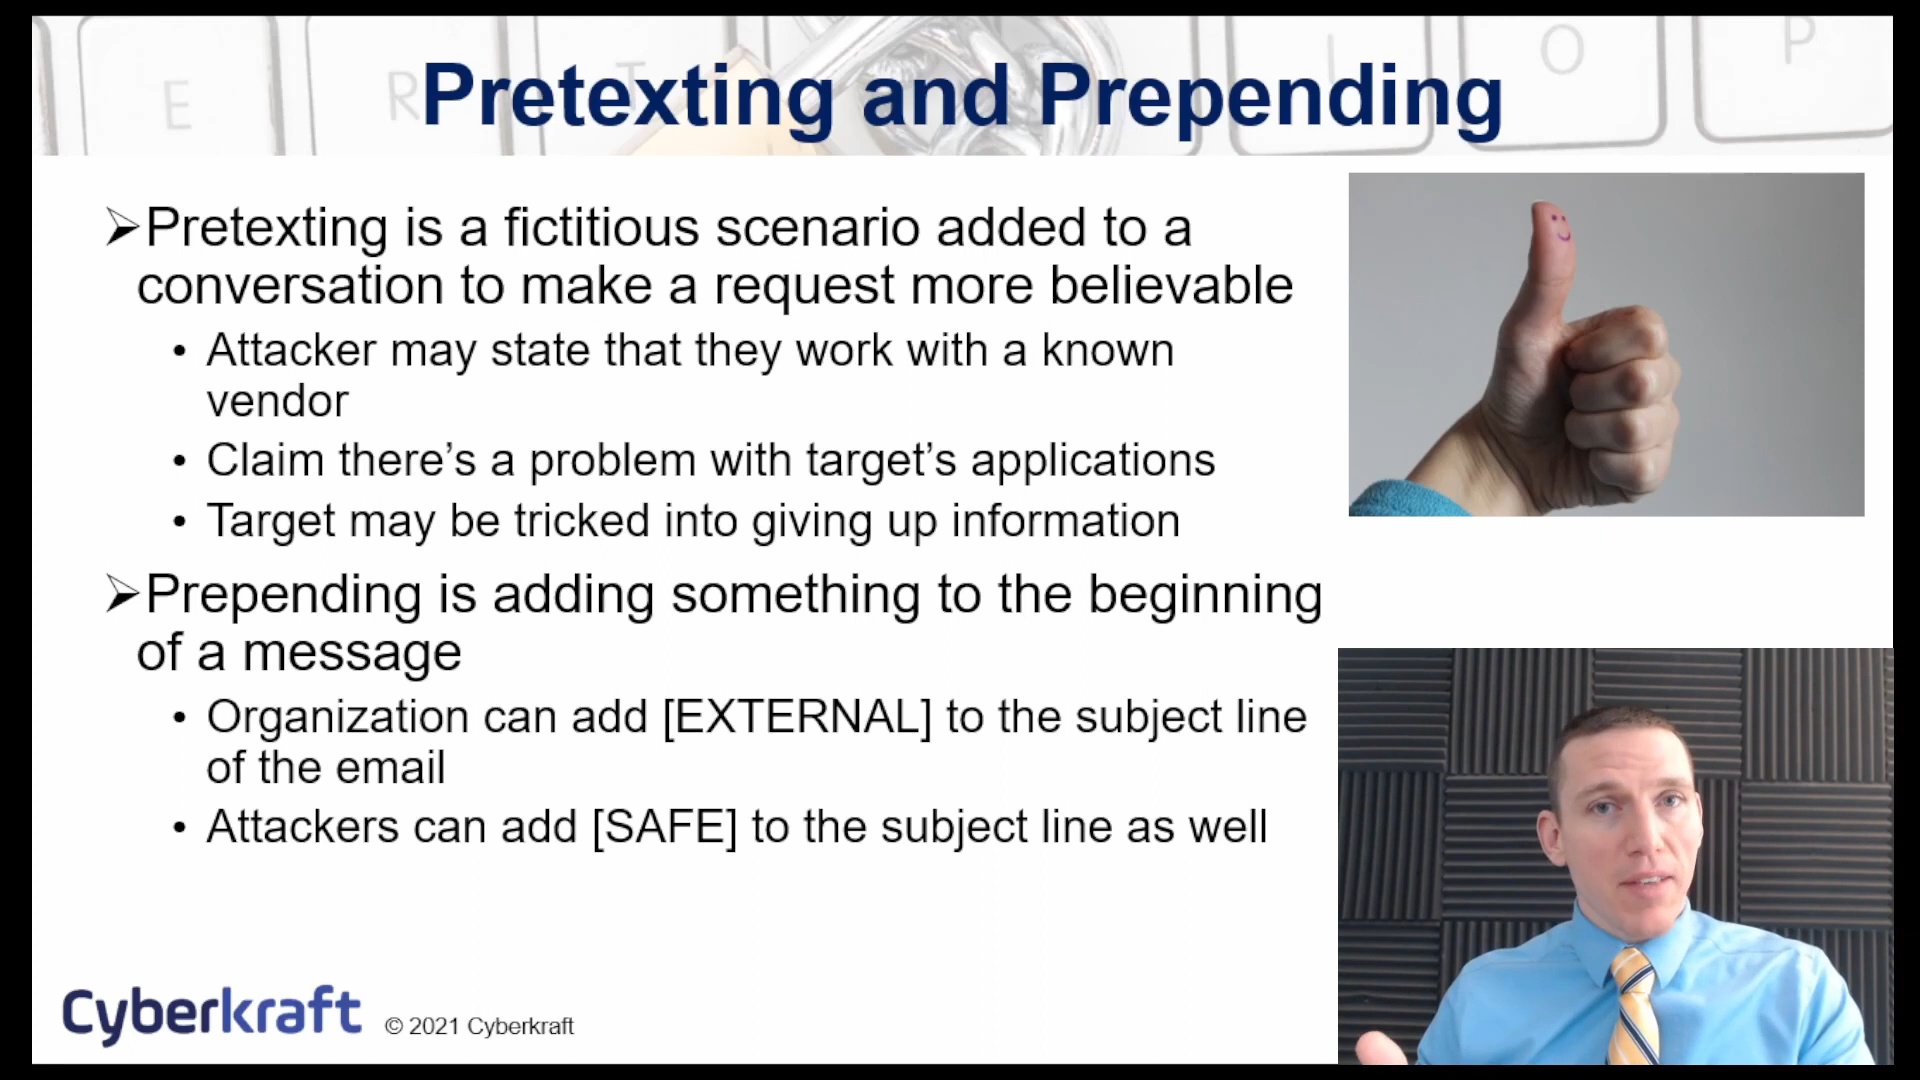 Pretexting and Prepending
➢Pretexting is a fictitious scenario added to a
conversation to make a request more believable
• Attacker may state that they work with a known
vendor
• Claim there’s a problem with target’s applications
• Target may be tricked into giving up information
➢Prepending is adding something to the beginning
of a message
• Organization can add [EXTERNAL] to the subject line
of the email
• Attackers can add [SAFE] to the subject line as well
Cyberkraft © 2021 Cyberkraft
E R T I O P